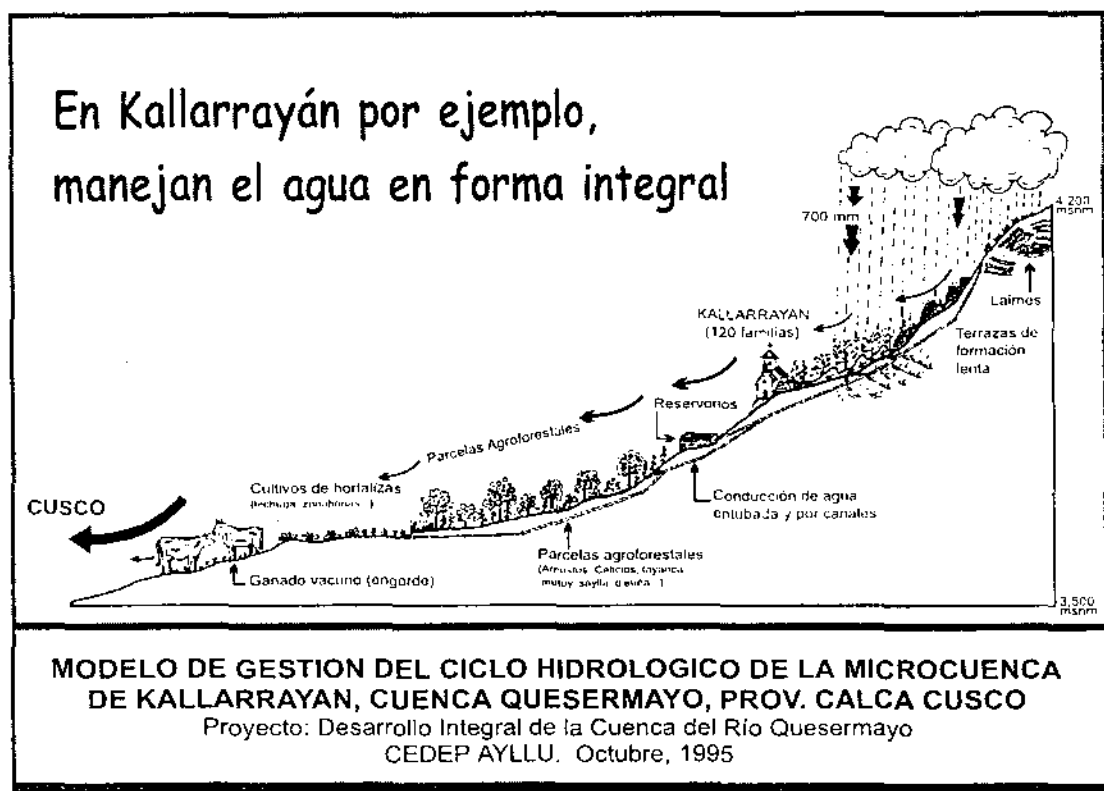 En Kallarrayán por ejemplo,
manejan el agua en forma integral
700 mm
4,200
msnm
Laimes
KALLARRAYAN
(120 familias)
Terrazas de
formación
lenta
Reservorios
Parcelas Agroforestales
Cultivos de hortalizas
(lechuga, zanahorias...)
CUSCO
Conducción de agua
entubada y por canales
Parcelas agroforestales
Ganado vacuno (engorde)
3,500
msnm
MODELO DE GESTION DEL CICLO HIDROLOGICO DE LA MICROCUENCA
DE KALLARRAYAN, CUENCA QUESERMAYO, PROV. CALCA CUSCO
Proyecto: Desarrollo Integral de la Cuenca del Río Quesermayo
CEDEP AYLLU. Octubre, 1995